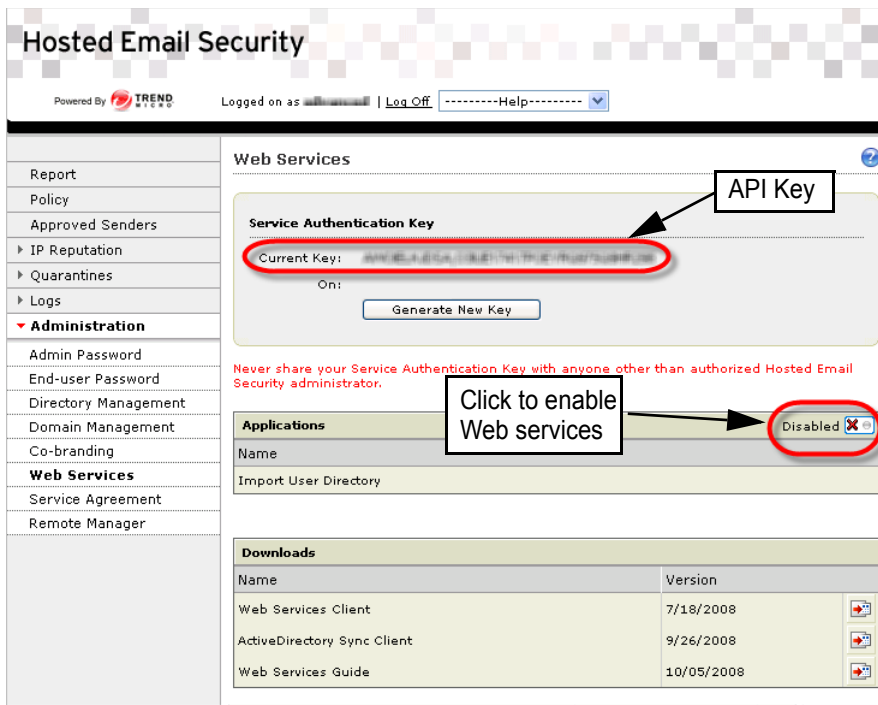 Hosted Email Security
Powered By TREND MICRO
Logged on as | Log Off ---------Help---------
Report
Policy
Approved Senders
IP Reputation
Quarantines
Logs
Administration
Admin Password
End-user Password
Directory Management
Domain Management
Co-branding
Web Services
Service Agreement
Remote Manager
Web Services
?
API Key
Service Authentication Key
Current Key:
On:
Generate New Key
Never share your Service Authentication Key with anyone other than authorized Hosted Email
Security administrator.
Click to enable
Web services
Applications Disabled
Name
Import User Directory
Downloads
Name Version
Web Services Client 7/18/2008
ActiveDirectory Sync Client 9/26/2008
Web Services Guide 10/05/2008